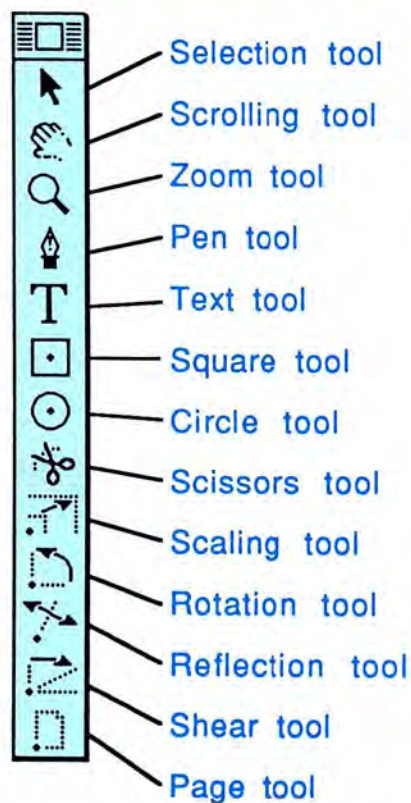 Selection tool
Scrolling tool
Zoom tool
Pen tool
Text tool
Square tool
Circle tool
Scissors tool
Scaling tool
Rotation tool
Reflection tool
Shear tool
Page tool